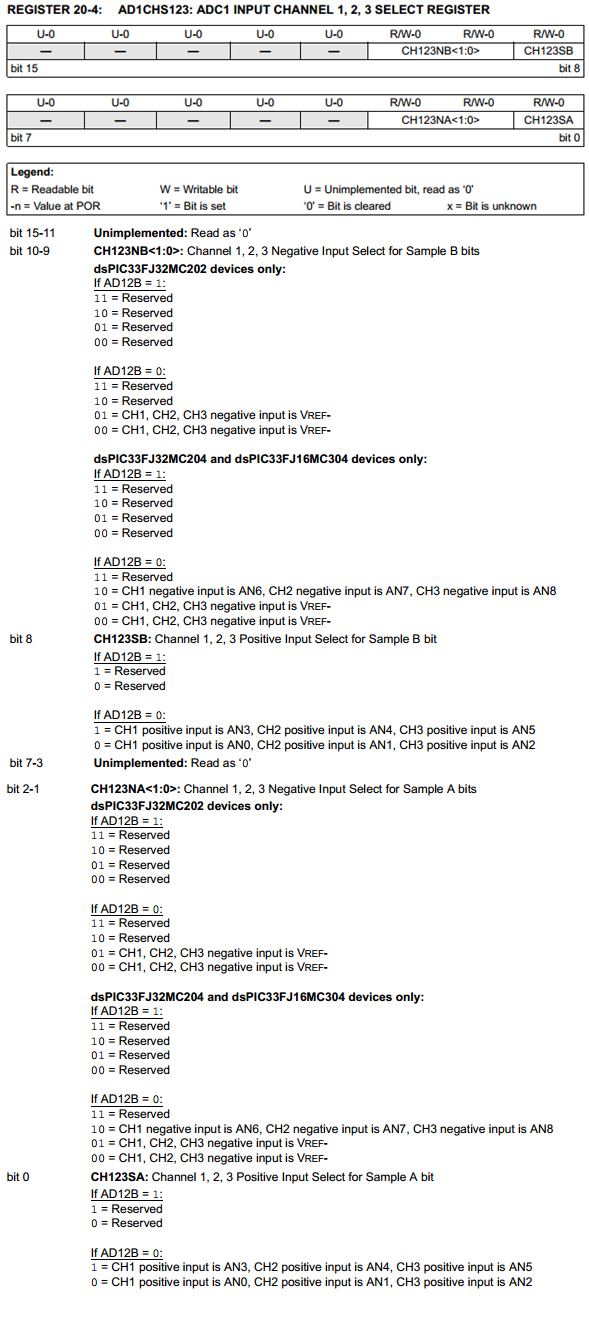 REGISTER 20-4: AD1CHS123: ADC1 INPUT CHANNEL 1, 2, 3 SELECT REGISTER
U-0 U-0 U-0 U-0 U-0 R/W-0 R/W-0 R/W-0
— — — — — CH123NB<1:0> CH123SB
bit 15 bit 8
U-0 U-0 U-0 U-0 U-0 R/W-0 R/W-0 R/W-0
— — — — — CH123NA<1:0> CH123SA
bit 7 bit 0
Legend:
R = Readable bit W = Writable bit U = Unimplemented bit, read as ‘0’
-n = Value at POR ‘1’ = Bit is set ‘0’ = Bit is cleared x = Bit is unknown
bit 15-11 Unimplemented: Read as ‘0’
bit 10-9 CH123NB<1:0>: Channel 1, 2, 3 Negative Input Select for Sample B bits
dsPIC33FJ32MC202 devices only:
If AD12B = 1:
11 = Reserved
10 = Reserved
01 = Reserved
00 = Reserved
If AD12B = 0:
11 = Reserved
10 = Reserved
01 = CH1, CH2, CH3 negative input is VREF-
00 = CH1, CH2, CH3 negative input is VREF-
dsPIC33FJ32MC204 and dsPIC33FJ16MC304 devices only:
If AD12B = 1:
11 = Reserved
10 = Reserved
01 = Reserved
00 = Reserved
If AD12B = 0:
11 = Reserved
10 = CH1 negative input is AN6, CH2 negative input is AN7, CH3 negative input is AN8
01 = CH1, CH2, CH3 negative input is VREF-
00 = CH1, CH2, CH3 negative input is VREF-
bit 8 CH123SB: Channel 1, 2, 3 Positive Input Select for Sample B bit
If AD12B = 1:
1 = Reserved
0 = Reserved
If AD12B = 0:
1 = CH1 positive input is AN3, CH2 positive input is AN4, CH3 positive input is AN5
0 = CH1 positive input is AN0, CH2 positive input is AN1, CH3 positive input is AN2
bit 7-3 Unimplemented: Read as ‘0’
bit 2-1 CH123NA<1:0>: Channel 1, 2, 3 Negative Input Select for Sample A bits
dsPIC33FJ32MC202 devices only:
If AD12B = 1:
11 = Reserved
10 = Reserved
01 = Reserved
00 = Reserved
If AD12B = 0:
11 = Reserved
10 = Reserved
01 = CH1, CH2, CH3 negative input is VREF-
00 = CH1, CH2, CH3 negative input is VREF-
dsPIC33FJ32MC204 and dsPIC33FJ16MC304 devices only:
If AD12B = 1:
11 = Reserved
10 = Reserved
01 = Reserved
00 = Reserved
If AD12B = 0:
11 = Reserved
10 = CH1 negative input is AN6, CH2 negative input is AN7, CH3 negative input is AN8
01 = CH1, CH2, CH3 negative input is VREF-
00 = CH1, CH2, CH3 negative input is VREF-
bit 0 CH123SA: Channel 1, 2, 3 Positive Input Select for Sample A bit
If AD12B = 1:
1 = Reserved
0 = Reserved
If AD12B = 0:
1 = CH1 positive input is AN3, CH2 positive input is AN4, CH3 positive input is AN5
0 = CH1 positive input is AN0, CH2 positive input is AN1, CH3 positive input is AN2